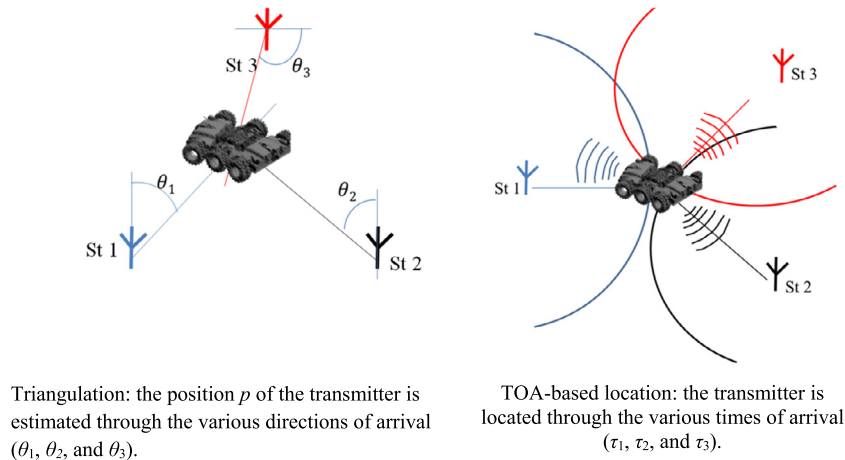 St 3
θ3
θ1
θ2
St 1
St 2
St 3
St 1
St 2
Triangulation: the position p of the transmitter is
estimated through the various directions of arrival
(θ1, θ2, and θ3).
TOA-based location: the transmitter is
located through the various times of arrival
(τ1, τ2, and τ3).